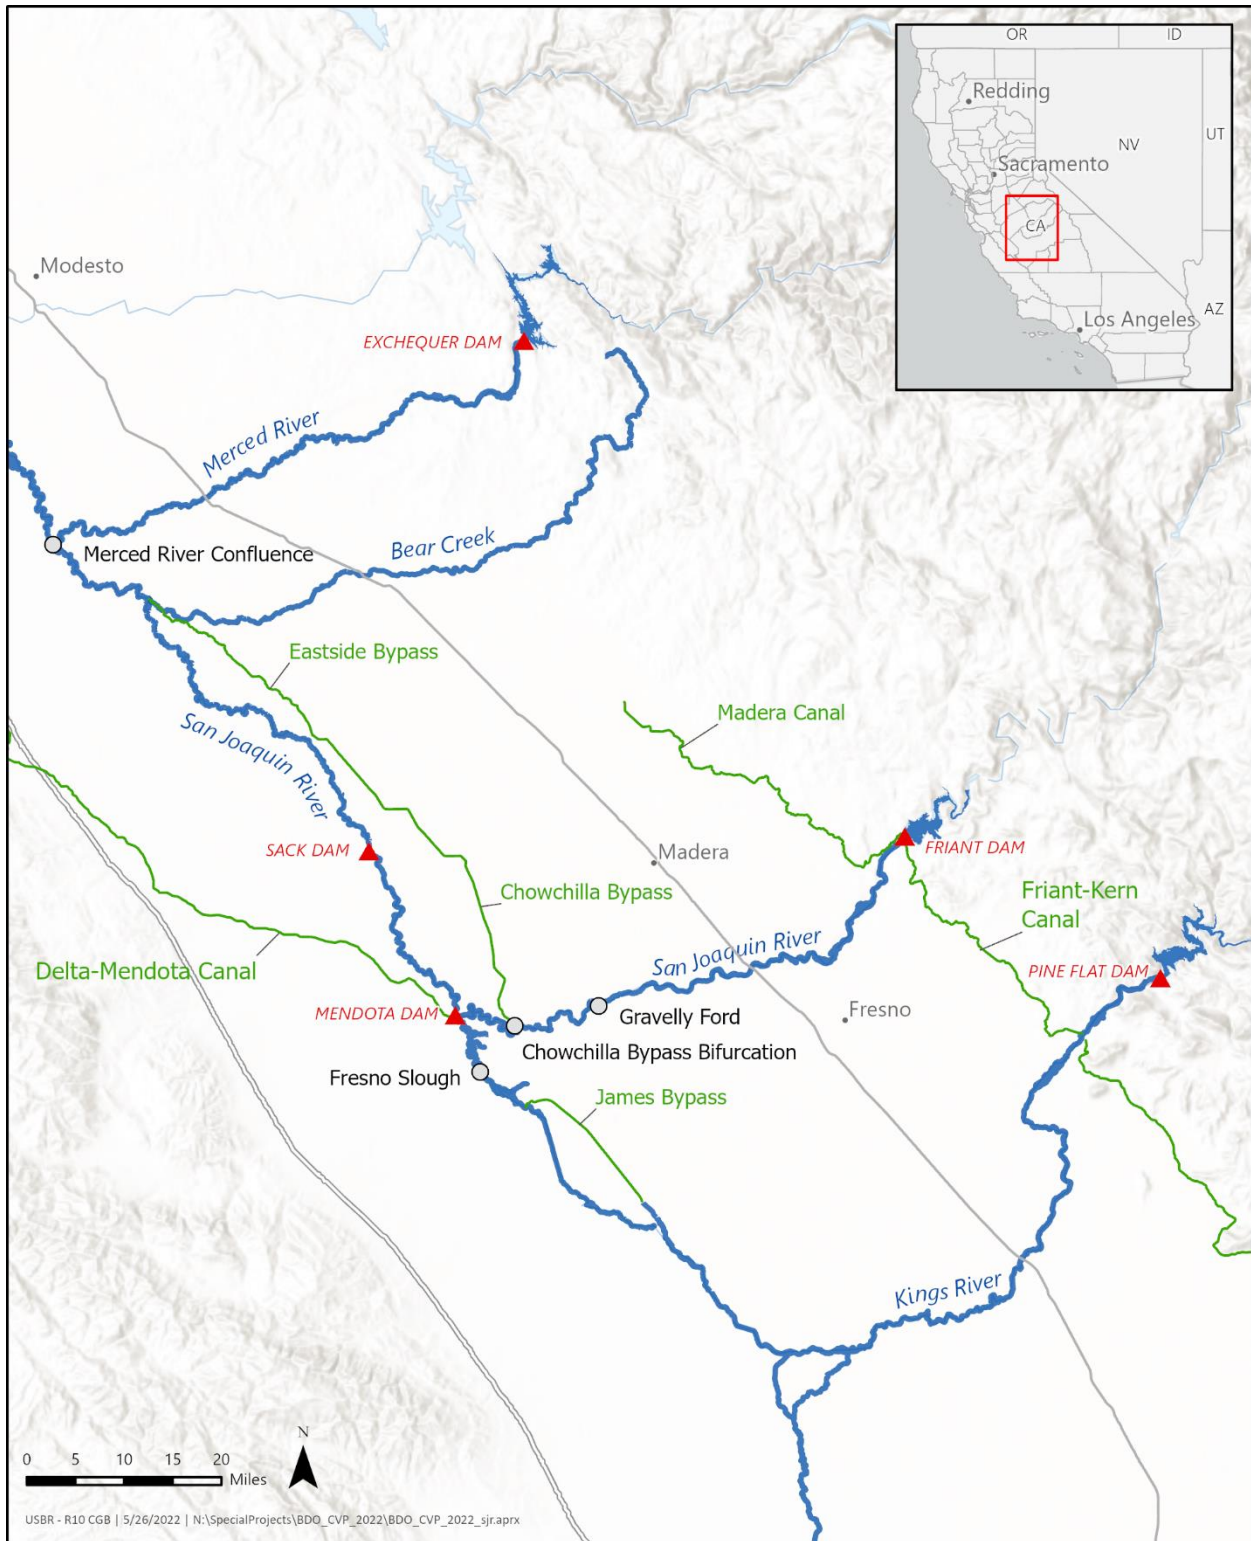 OR
ID
Redding
NV
UT
Sacramento
CA
AZ
Los Angeles
Modesto
EXCHEQUER DAM
Merced River
Bear Creek
Merced River Confluence
Eastside Bypass
Madera Canal
San Joaquin River
SACK DAM
Madera
FRIANT DAM
Chowchilla Bypass
Friant-Kern
Canal
San Joaquin River
Delta-Mendota Canal
PINE FLAT DAM
MENDOTA DAM
Gravelly Ford
Fresno
Chowchilla Bypass Bifurcation
Fresno Slough
James Bypass
Kings River
N
0 5 10 15 20
Miles
USBR - R10 CGB | 5/26/2022 | N:\SpecialProjects\BDO_CVP_2022\BDO_CVP_2022_sjr.aprx